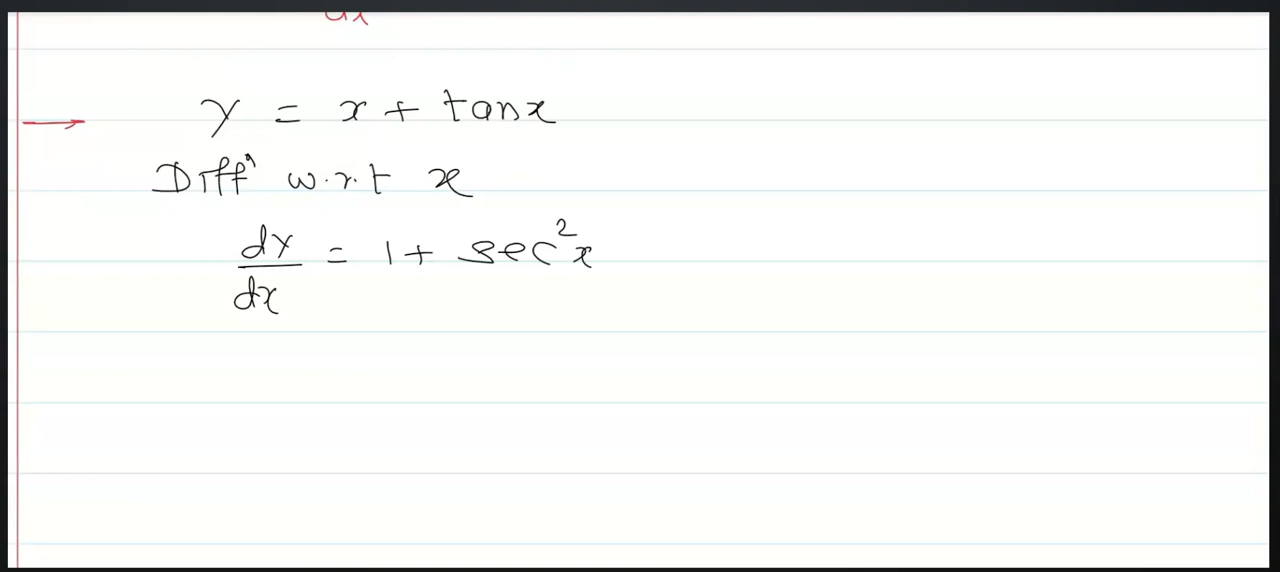 y = x + tanx
Diffⁿ w.r.t x
dy/dx = 1 + sec²x